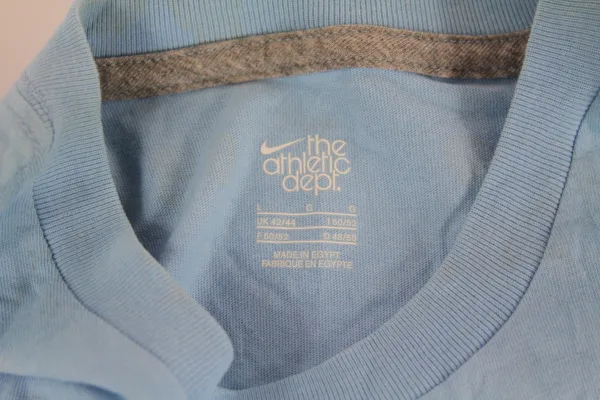 the
athletic
dept.
L G G
UK 42/44 I 50/52
F 50/52 D 48/50
MADE IN EGYPT
FABRIQUE EN EGYPTE